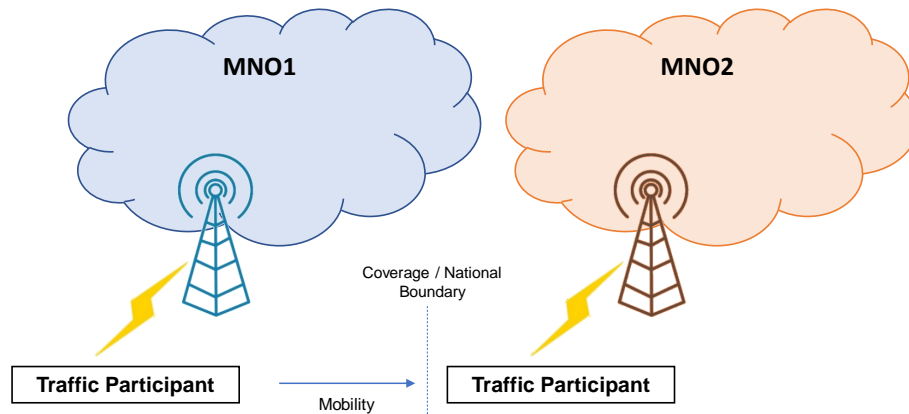 MNO1
MNO2
Coverage / National
Boundary
Traffic Participant
Traffic Participant
Mobility